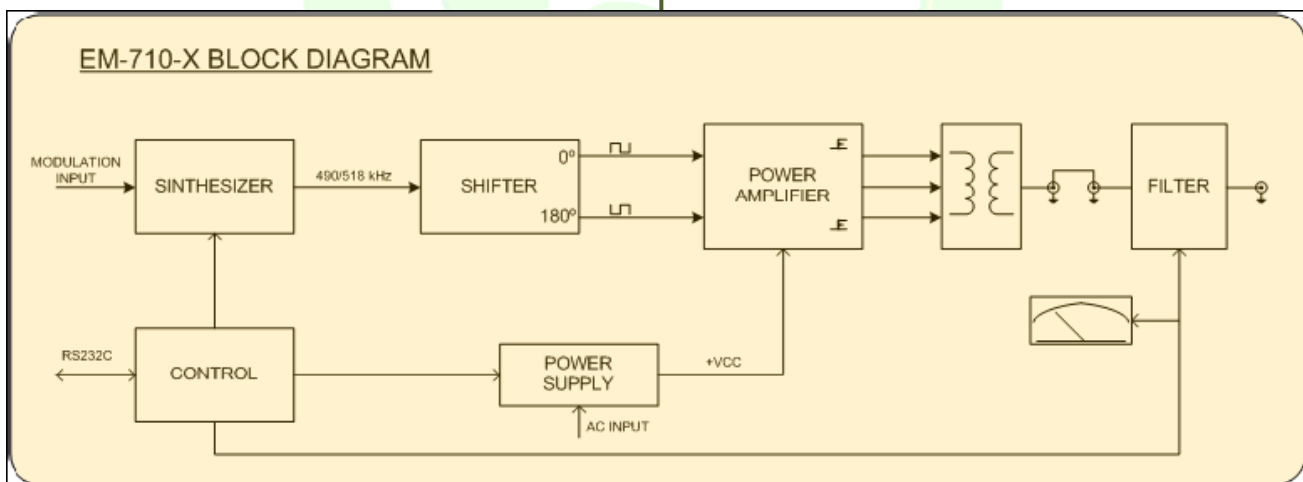 EM-710-X BLOCK DIAGRAM
MODULATION
INPUT
SINTHESIZER
490/518 kHz
SHIFTER
0º
180º
POWER
AMPLIFIER
FILTER
RS232C
CONTROL
POWER
SUPPLY
+VCC
AC INPUT